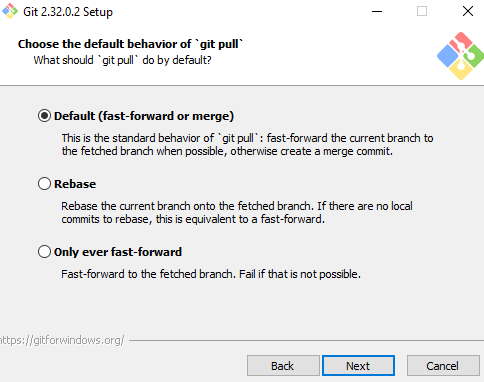 Git 2.32.0.2 Setup
Choose the default behavior of `git pull`
What should `git pull` do by default?
Default (fast-forward or merge)
This is the standard behavior of `git pull`: fast-forward the current branch to
the fetched branch when possible, otherwise create a merge commit.
Rebase
Rebase the current branch onto the fetched branch. If there are no local
commits to rebase, this is equivalent to a fast-forward.
Only ever fast-forward
Fast-forward to the fetched branch. Fail if that is not possible.
https://gitforwindows.org/
Back
Next
Cancel